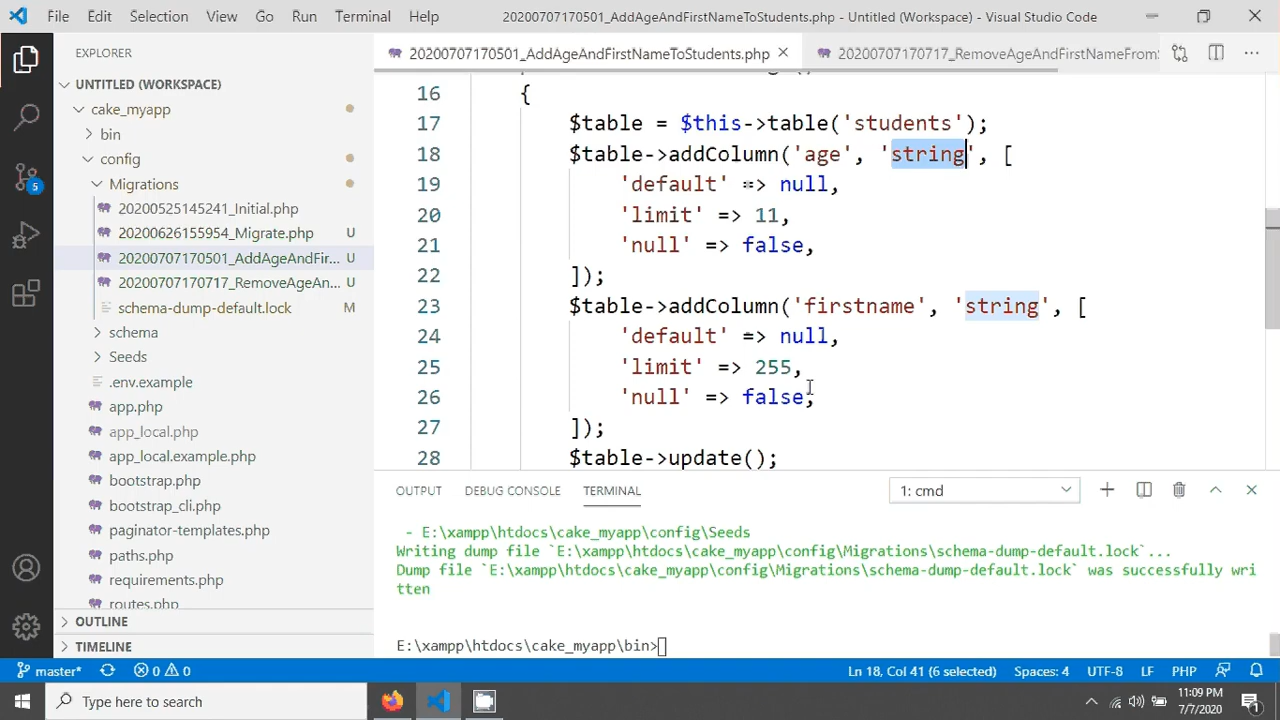 File Edit Selection View Go Run Terminal Help 20200707170501_AddAgeAndFirstNameToStudents.php - Untitled (Workspace) - Visual Studio Code
EXPLORER
20200707170501_AddAgeAndFirstNameToStudents.php
20200707170717_RemoveAgeAndFirstNameFromS
UNTITLED (WORKSPACE)
cake_myapp
bin
config
Migrations
20200525145241_Initial.php
20200626155954_Migrate.php U
20200707170501_AddAgeAndFir... U
20200707170717_RemoveAgeAn... U
schema-dump-default.lock M
schema
Seeds
.env.example
app.php
app_local.php
app_local.example.php
bootstrap.php
bootstrap_cli.php
paginator-templates.php
paths.php
requirements.php
routes.php
OUTLINE
TIMELINE
5
16 {
17 $table = $this->table('students');
18 $table->addColumn('age', 'string', [
19 'default' => null,
20 'limit' => 11,
21 'null' => false,
22 ]);
23 $table->addColumn('firstname', 'string', [
24 'default' => null,
25 'limit' => 255,
26 'null' => false,
27 ]);
28 $table->update();
OUTPUT DEBUG CONSOLE TERMINAL 1: cmd
- E:\xampp\htdocs\cake_myapp\config\Seeds
Writing dump file `E:\xampp\htdocs\cake_myapp\config\Migrations\schema-dump-default.lock`...
Dump file `E:\xampp\htdocs\cake_myapp\config\Migrations\schema-dump-default.lock` was successfully wri
tten
E:\xampp\htdocs\cake_myapp\bin>
master* 0 0 Ln 18, Col 41 (6 selected) Spaces: 4 UTF-8 LF PHP
Type here to search
11:09 PM
7/7/2020
1